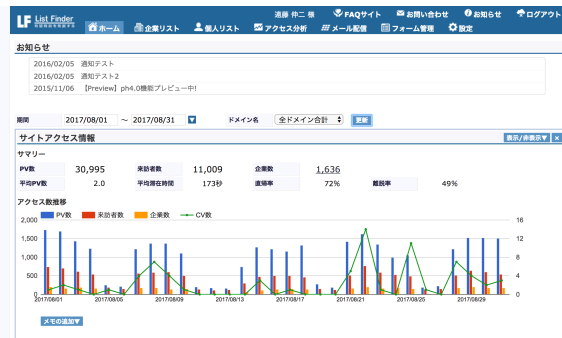 遠藤 伸二 様 FAQサイト お問い合わせ お知らせ ログアウト
LF List Finder
ホーム 企業リスト 個人リスト アクセス分析 メール配信 フォーム管理 設定
お知らせ
2016/02/05 通知テスト
2016/02/05 通知テスト2
2015/11/06 【Preview】ph4.0機能プレビュー中!
期間 2017/08/01 ~ 2017/08/31 ドメイン名 全ドメイン合計 更新
サイトアクセス情報 表示/非表示▼ ×
サマリー
PV数 30,995 来訪者数 11,009 企業数 1,636
平均PV数 2.0 平均滞在時間 173秒 直帰率 72% 離脱率 49%
アクセス数推移
PV数 来訪者数 企業数 CV数
2,000 16
1,500 12
1,000 8
500 4
0 0
2017/08/01 2017/08/05 2017/08/09 2017/08/13 2017/08/17 2017/08/21 2017/08/25 2017/08/29
メモの追加▼